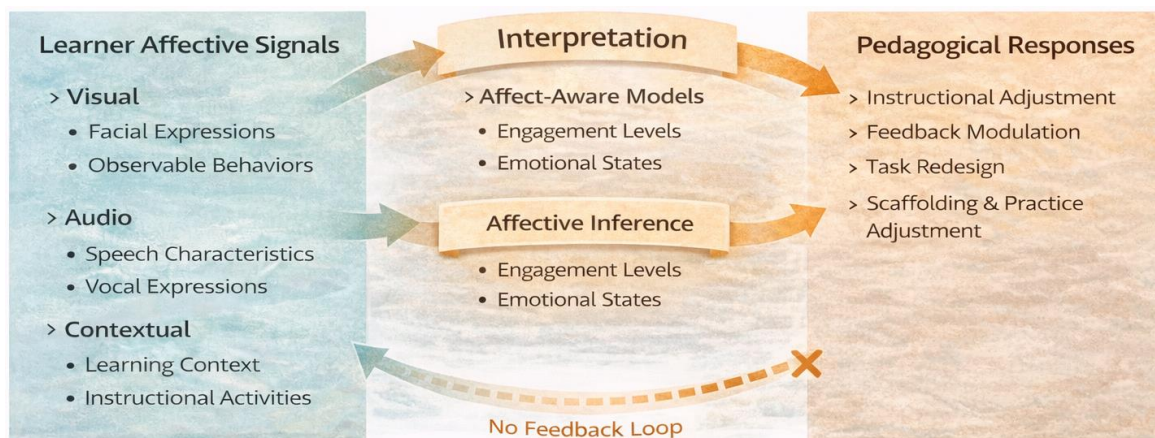 Learner Affective Signals
> Visual
• Facial Expressions
• Observable Behaviors
> Audio
• Speech Characteristics
• Vocal Expressions
> Contextual
• Learning Context
• Instructional Activities
Interpretation
> Affect-Aware Models
• Engagement Levels
• Emotional States
Affective Inference
• Engagement Levels
• Emotional States
No Feedback Loop
Pedagogical Responses
> Instructional Adjustment
> Feedback Modulation
> Task Redesign
> Scaffolding & Practice
Adjustment